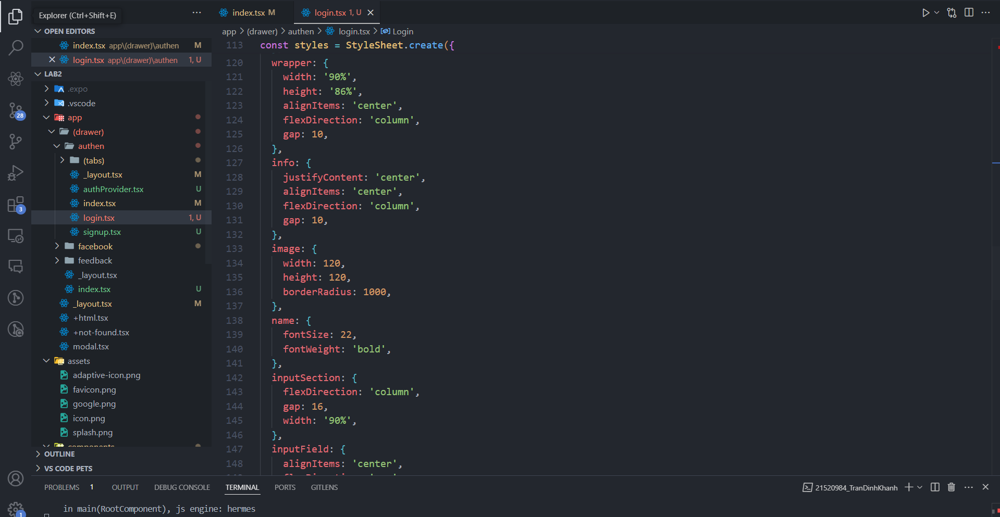 Explorer (Ctrl+Shift+E)
index.tsx M
login.tsx 1, U
OPEN EDITORS
index.tsx app\(drawer)\authen M
login.tsx app\(drawer)\authen 1, U
LAB2
.expo
.vscode
app
(drawer)
authen
(tabs)
_layout.tsx M
authProvider.tsx U
index.tsx M
login.tsx 1, U
signup.tsx U
facebook
feedback
_layout.tsx
index.tsx U
_layout.tsx M
+html.tsx
+not-found.tsx
modal.tsx
assets
adaptive-icon.png
favicon.png
google.png
icon.png
splash.png
components
OUTLINE
VS CODE PETS
28
3
1
app > (drawer) > authen > login.tsx > Login
113 const styles = StyleSheet.create({
120 wrapper: {
121 width: '90%',
122 height: '86%',
123 alignItems: 'center',
124 flexDirection: 'column',
125 gap: 10,
126 },
127 info: {
128 justifyContent: 'center',
129 alignItems: 'center',
130 flexDirection: 'column',
131 gap: 10,
132 },
133 image: {
134 width: 120,
135 height: 120,
136 borderRadius: 1000,
137 },
138 name: {
139 fontSize: 22,
140 fontWeight: 'bold',
141 },
142 inputSection: {
143 flexDirection: 'column',
144 gap: 16,
145 width: '90%',
146 },
147 inputField: {
148 alignItems: 'center',
PROBLEMS 1 OUTPUT DEBUG CONSOLE TERMINAL PORTS GITLENS
21520984_TranDinhKhanh
in main(RootComponent), js engine: hermes